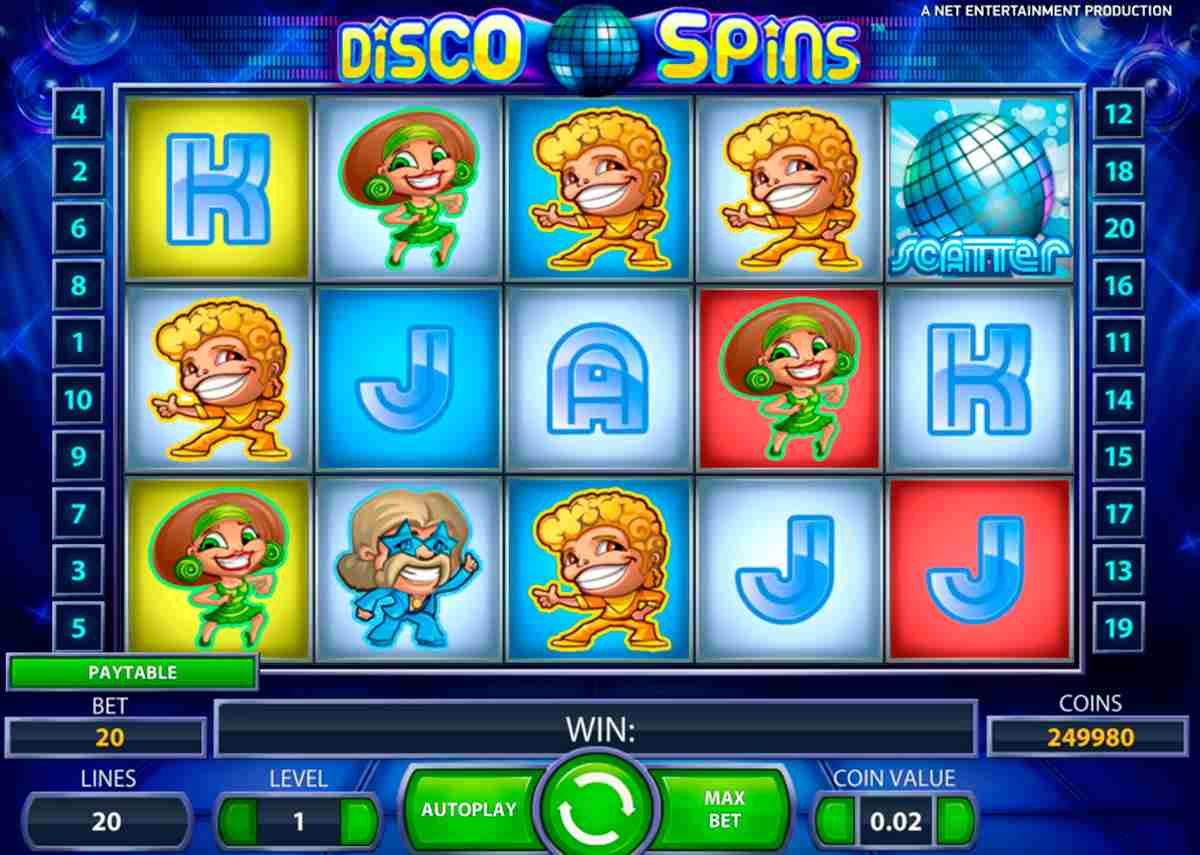 A NET ENTERTAINMENT PRODUCTION
DiSCO SPiNS™
4
2
6
8
1
10
9
7
3
5
K
SCATTER
J
A
K
J
J
12
18
20
16
11
14
15
17
13
19
PAYTABLE
BET
20
WIN:
COINS
249980
LINES
20
LEVEL
1
AUTOPLAY
MAX
BET
COIN VALUE
0.02